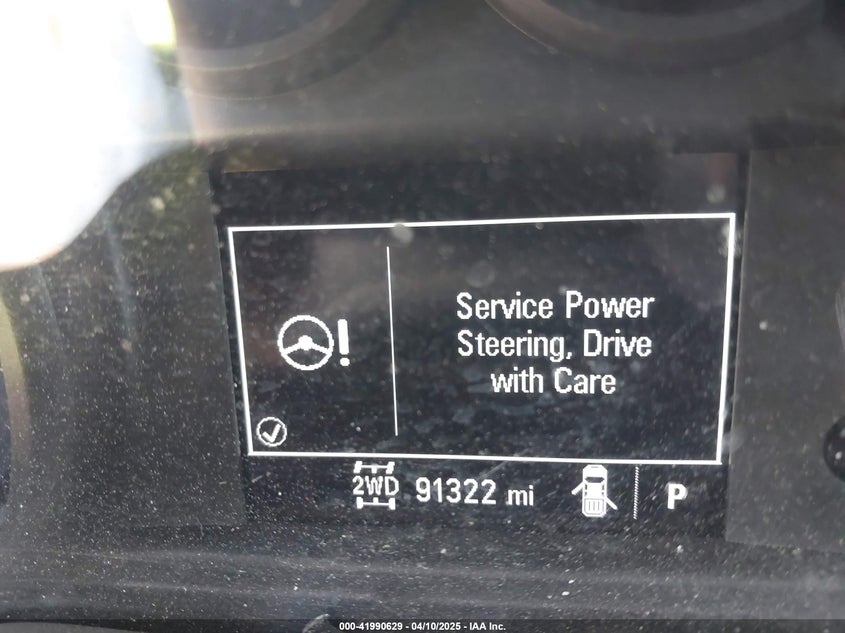 Service Power
Steering, Drive
with Care
2WD 91322 mi P
000-41990629 - 04/10/2025 - IAA Inc.